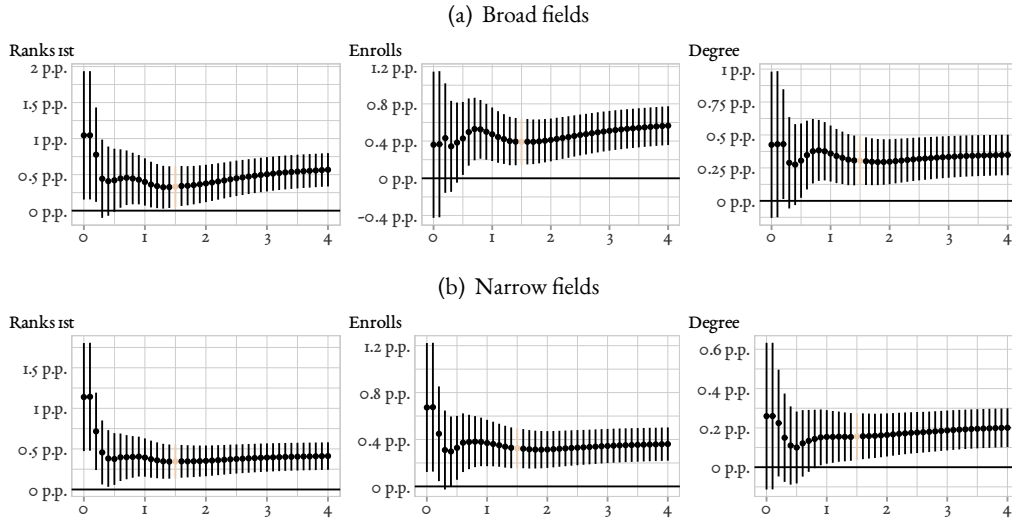 (a) Broad fields
Ranks 1st
2 p.p.
1.5 p.p.
1 p.p.
0.5 p.p.
0 p.p.
0 1 2 3 4
Enrolls
1.2 p.p.
0.8 p.p.
0.4 p.p.
0 p.p.
-0.4 p.p.
0 1 2 3 4
Degree
1 p.p.
0.75 p.p.
0.5 p.p.
0.25 p.p.
0 p.p.
0 1 2 3 4
(b) Narrow fields
Ranks 1st
1.5 p.p.
1 p.p.
0.5 p.p.
0 p.p.
0 1 2 3 4
Enrolls
1.2 p.p.
0.8 p.p.
0.4 p.p.
0 p.p.
0 1 2 3 4
Degree
0.6 p.p.
0.4 p.p.
0.2 p.p.
0 p.p.
0 1 2 3 4